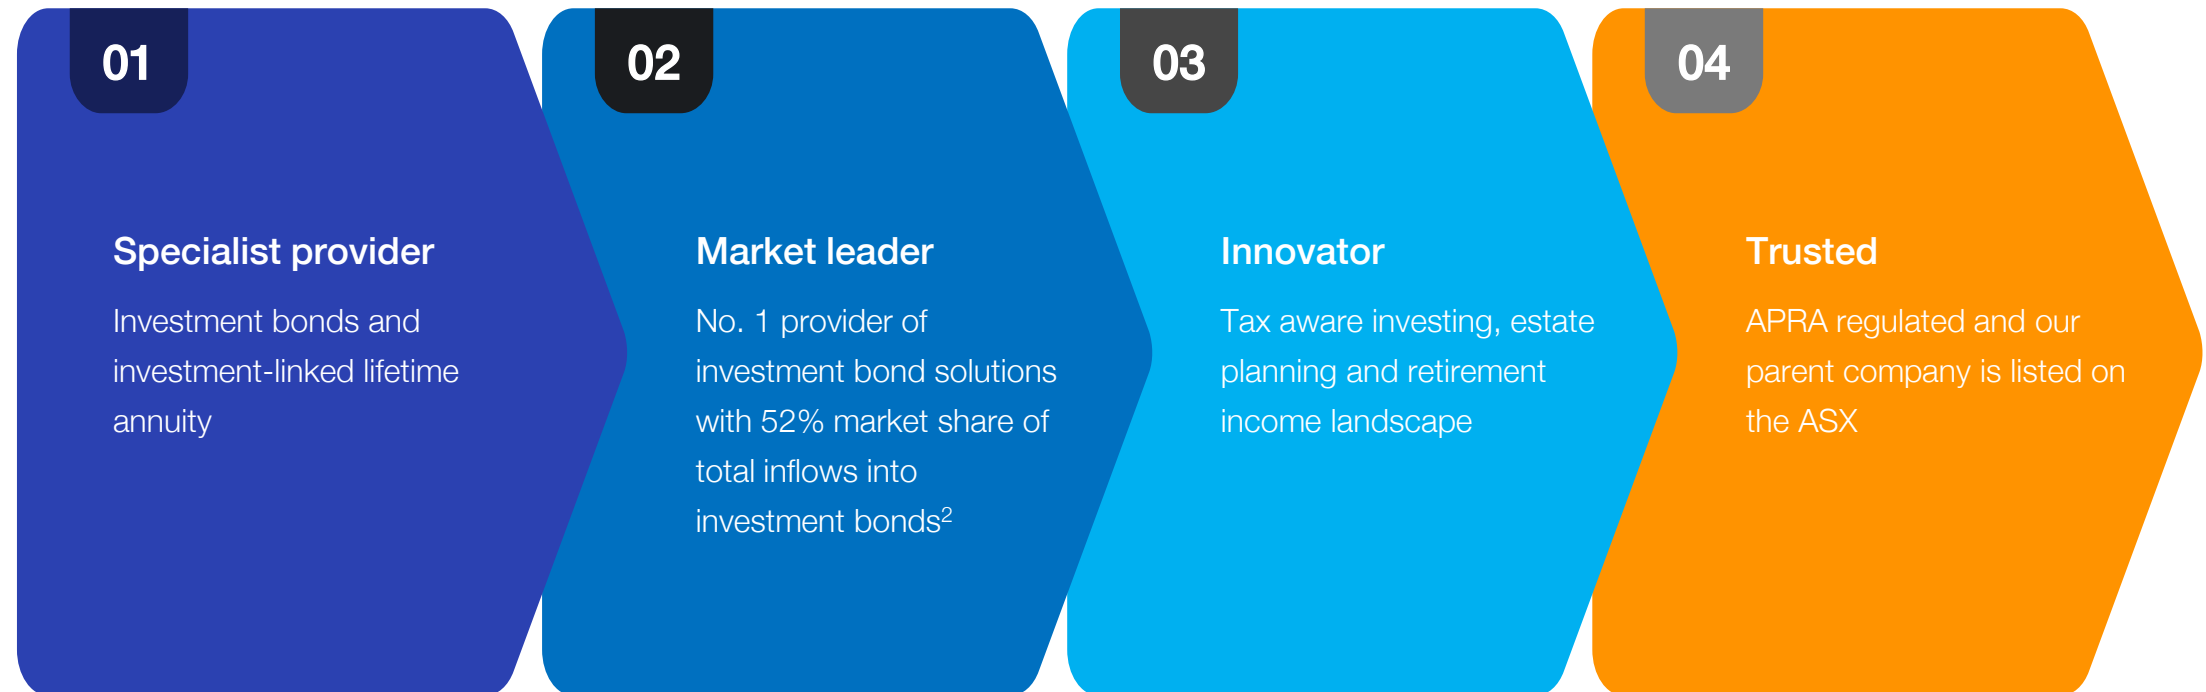 01
Specialist provider
Investment bonds and
investment-linked lifetime
annuity
02
Market leader
No. 1 provider of
investment bond solutions
with 52% market share of
total inflows into
investment bonds²
03
Innovator
Tax aware investing, estate
planning and retirement
income landscape
04
Trusted
APRA regulated and our
parent company is listed on
the ASX